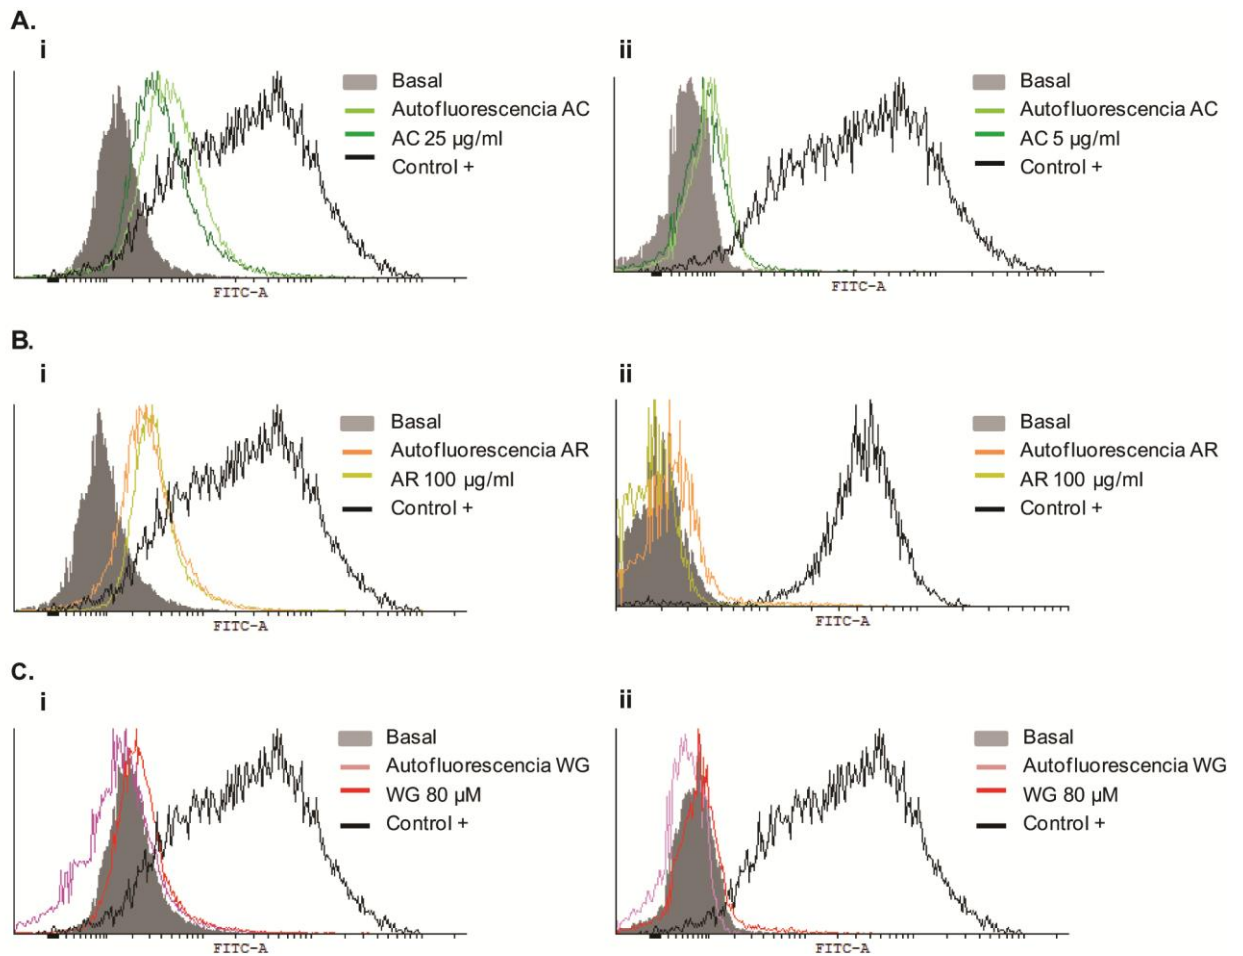 A.
i
Basal
Autofluorescencia AC
AC 25 µg/ml
Control +
FITC-A
ii
Basal
Autofluorescencia AC
AC 5 µg/ml
Control +
FITC-A
B.
i
Basal
Autofluorescencia AR
AR 100 µg/ml
Control +
FITC-A
ii
Basal
Autofluorescencia AR
AR 100 µg/ml
Control +
FITC-A
C.
i
Basal
Autofluorescencia WG
WG 80 µM
Control +
FITC-A
ii
Basal
Autofluorescencia WG
WG 80 µM
Control +
FITC-A